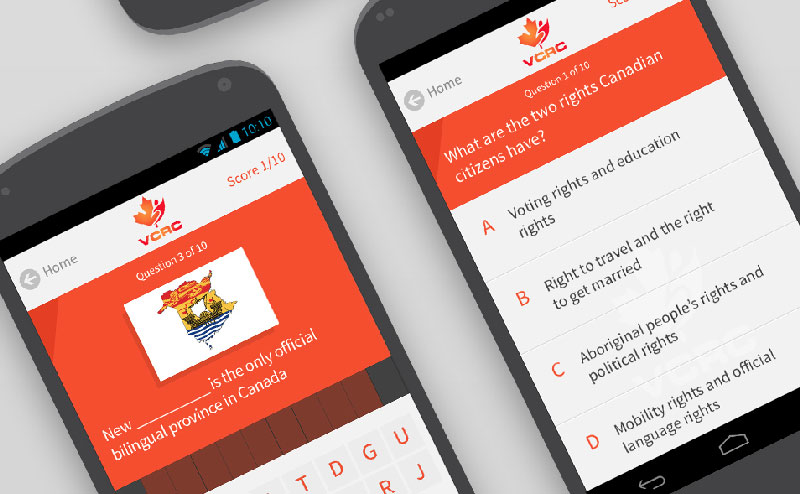 10:10
Home
VCRC
Score 1/10
Question 3 of 10
New __________ is the only official
bilingual province in Canada
T D G U
R J
Home
VCRC
Question 1 of 10
What are the two rights Canadian
citizens have?
A
Voting rights and education
rights
B
Right to travel and the right
to get married
C
Aboriginal people's rights and
political rights
D
Mobility rights and official
language rights
VCRC